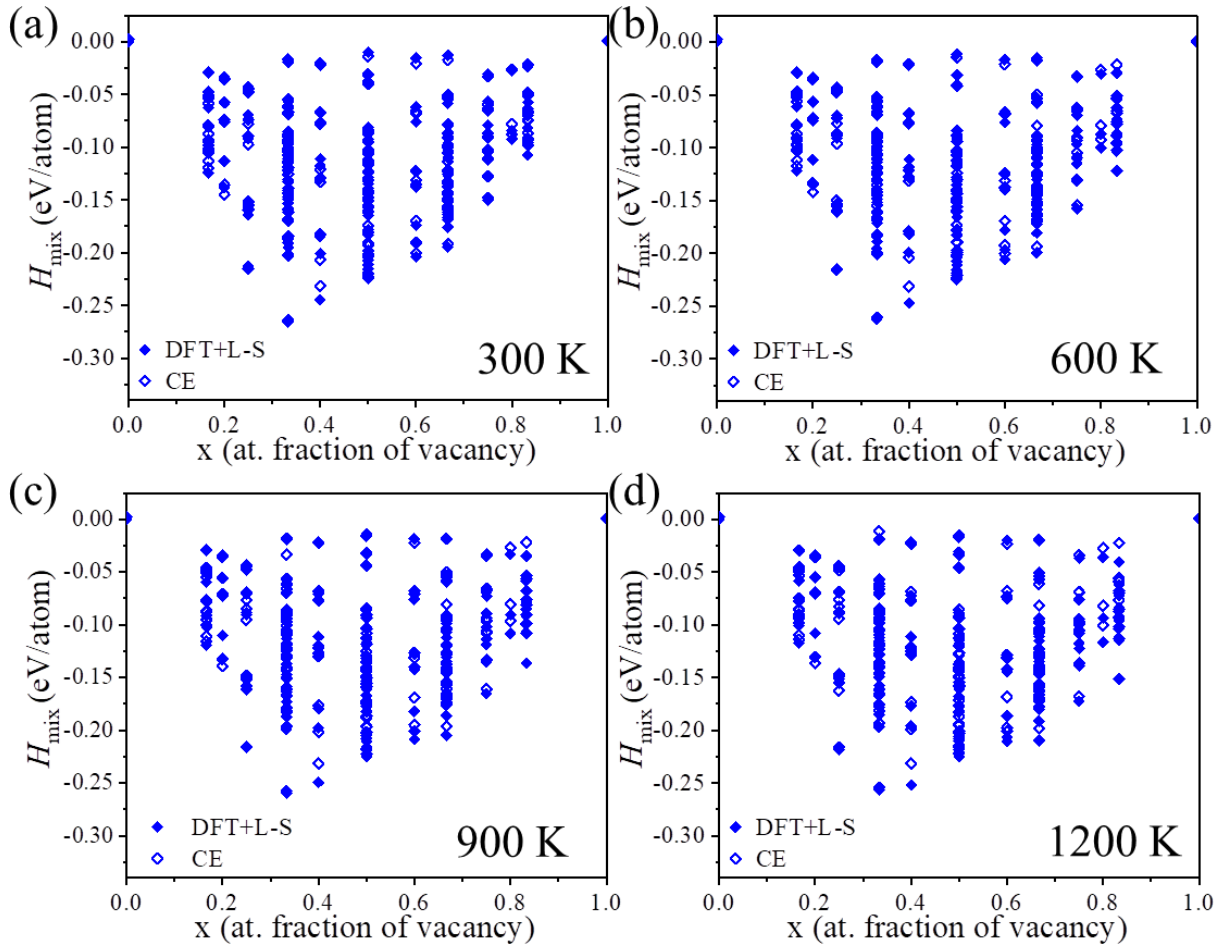 (a)
0.00
-0.05
-0.10
-0.15
-0.20
-0.25
-0.30
H_mix (eV/atom)
DFT+L-S
CE
300 K
0.0 0.2 0.4 0.6 0.8 1.0
x (at. fraction of vacancy)
(b)
0.00
-0.05
-0.10
-0.15
-0.20
-0.25
-0.30
H_mix (eV/atom)
DFT+L-S
CE
600 K
0.0 0.2 0.4 0.6 0.8 1.0
x (at. fraction of vacancy)
(c)
0.00
-0.05
-0.10
-0.15
-0.20
-0.25
-0.30
H_mix (eV/atom)
DFT+L-S
CE
900 K
0.0 0.2 0.4 0.6 0.8 1.0
x (at. fraction of vacancy)
(d)
0.00
-0.05
-0.10
-0.15
-0.20
-0.25
-0.30
H_mix (eV/atom)
DFT+L-S
CE
1200 K
0.0 0.2 0.4 0.6 0.8 1.0
x (at. fraction of vacancy)